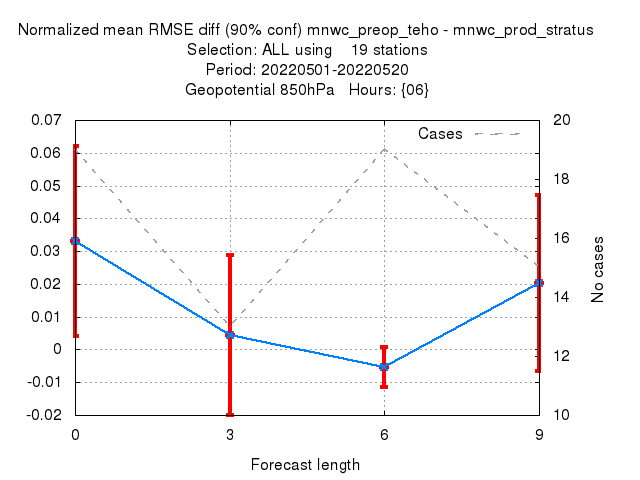 Normalized mean RMSE diff (90% conf) mnwc_preop_teho - mnwc_prod_stratus
Selection: ALL using    19 stations
Period: 20220501-20220520
Geopotential 850hPa   Hours: {06}
0.07
0.06
0.05
0.04
0.03
0.02
0.01
0
-0.01
-0.02
Cases
20
18
16
14
12
10
No cases
0
3
6
9
Forecast length